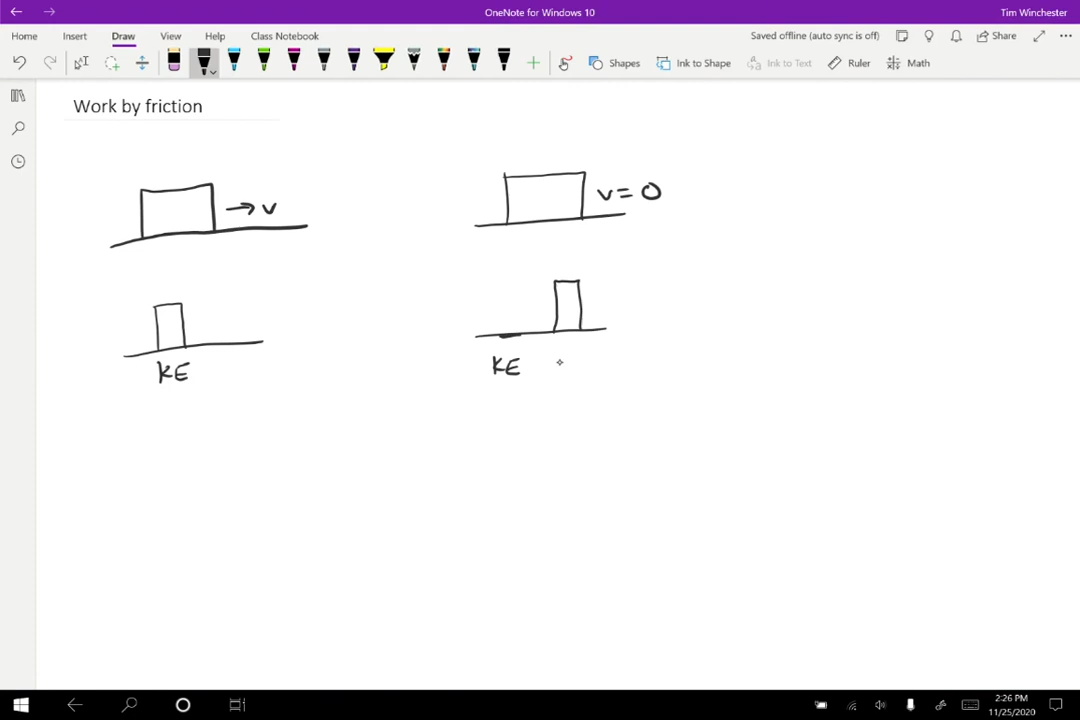 OneNote for Windows 10
Tim Winchester
Home Insert Draw View Help Class Notebook
Saved offline (auto sync is off) Share
Shapes Ink to Shape Ink to Text Ruler Math
Work by friction
→ v
v = 0
KE
KE
2:26 PM
11/25/2020